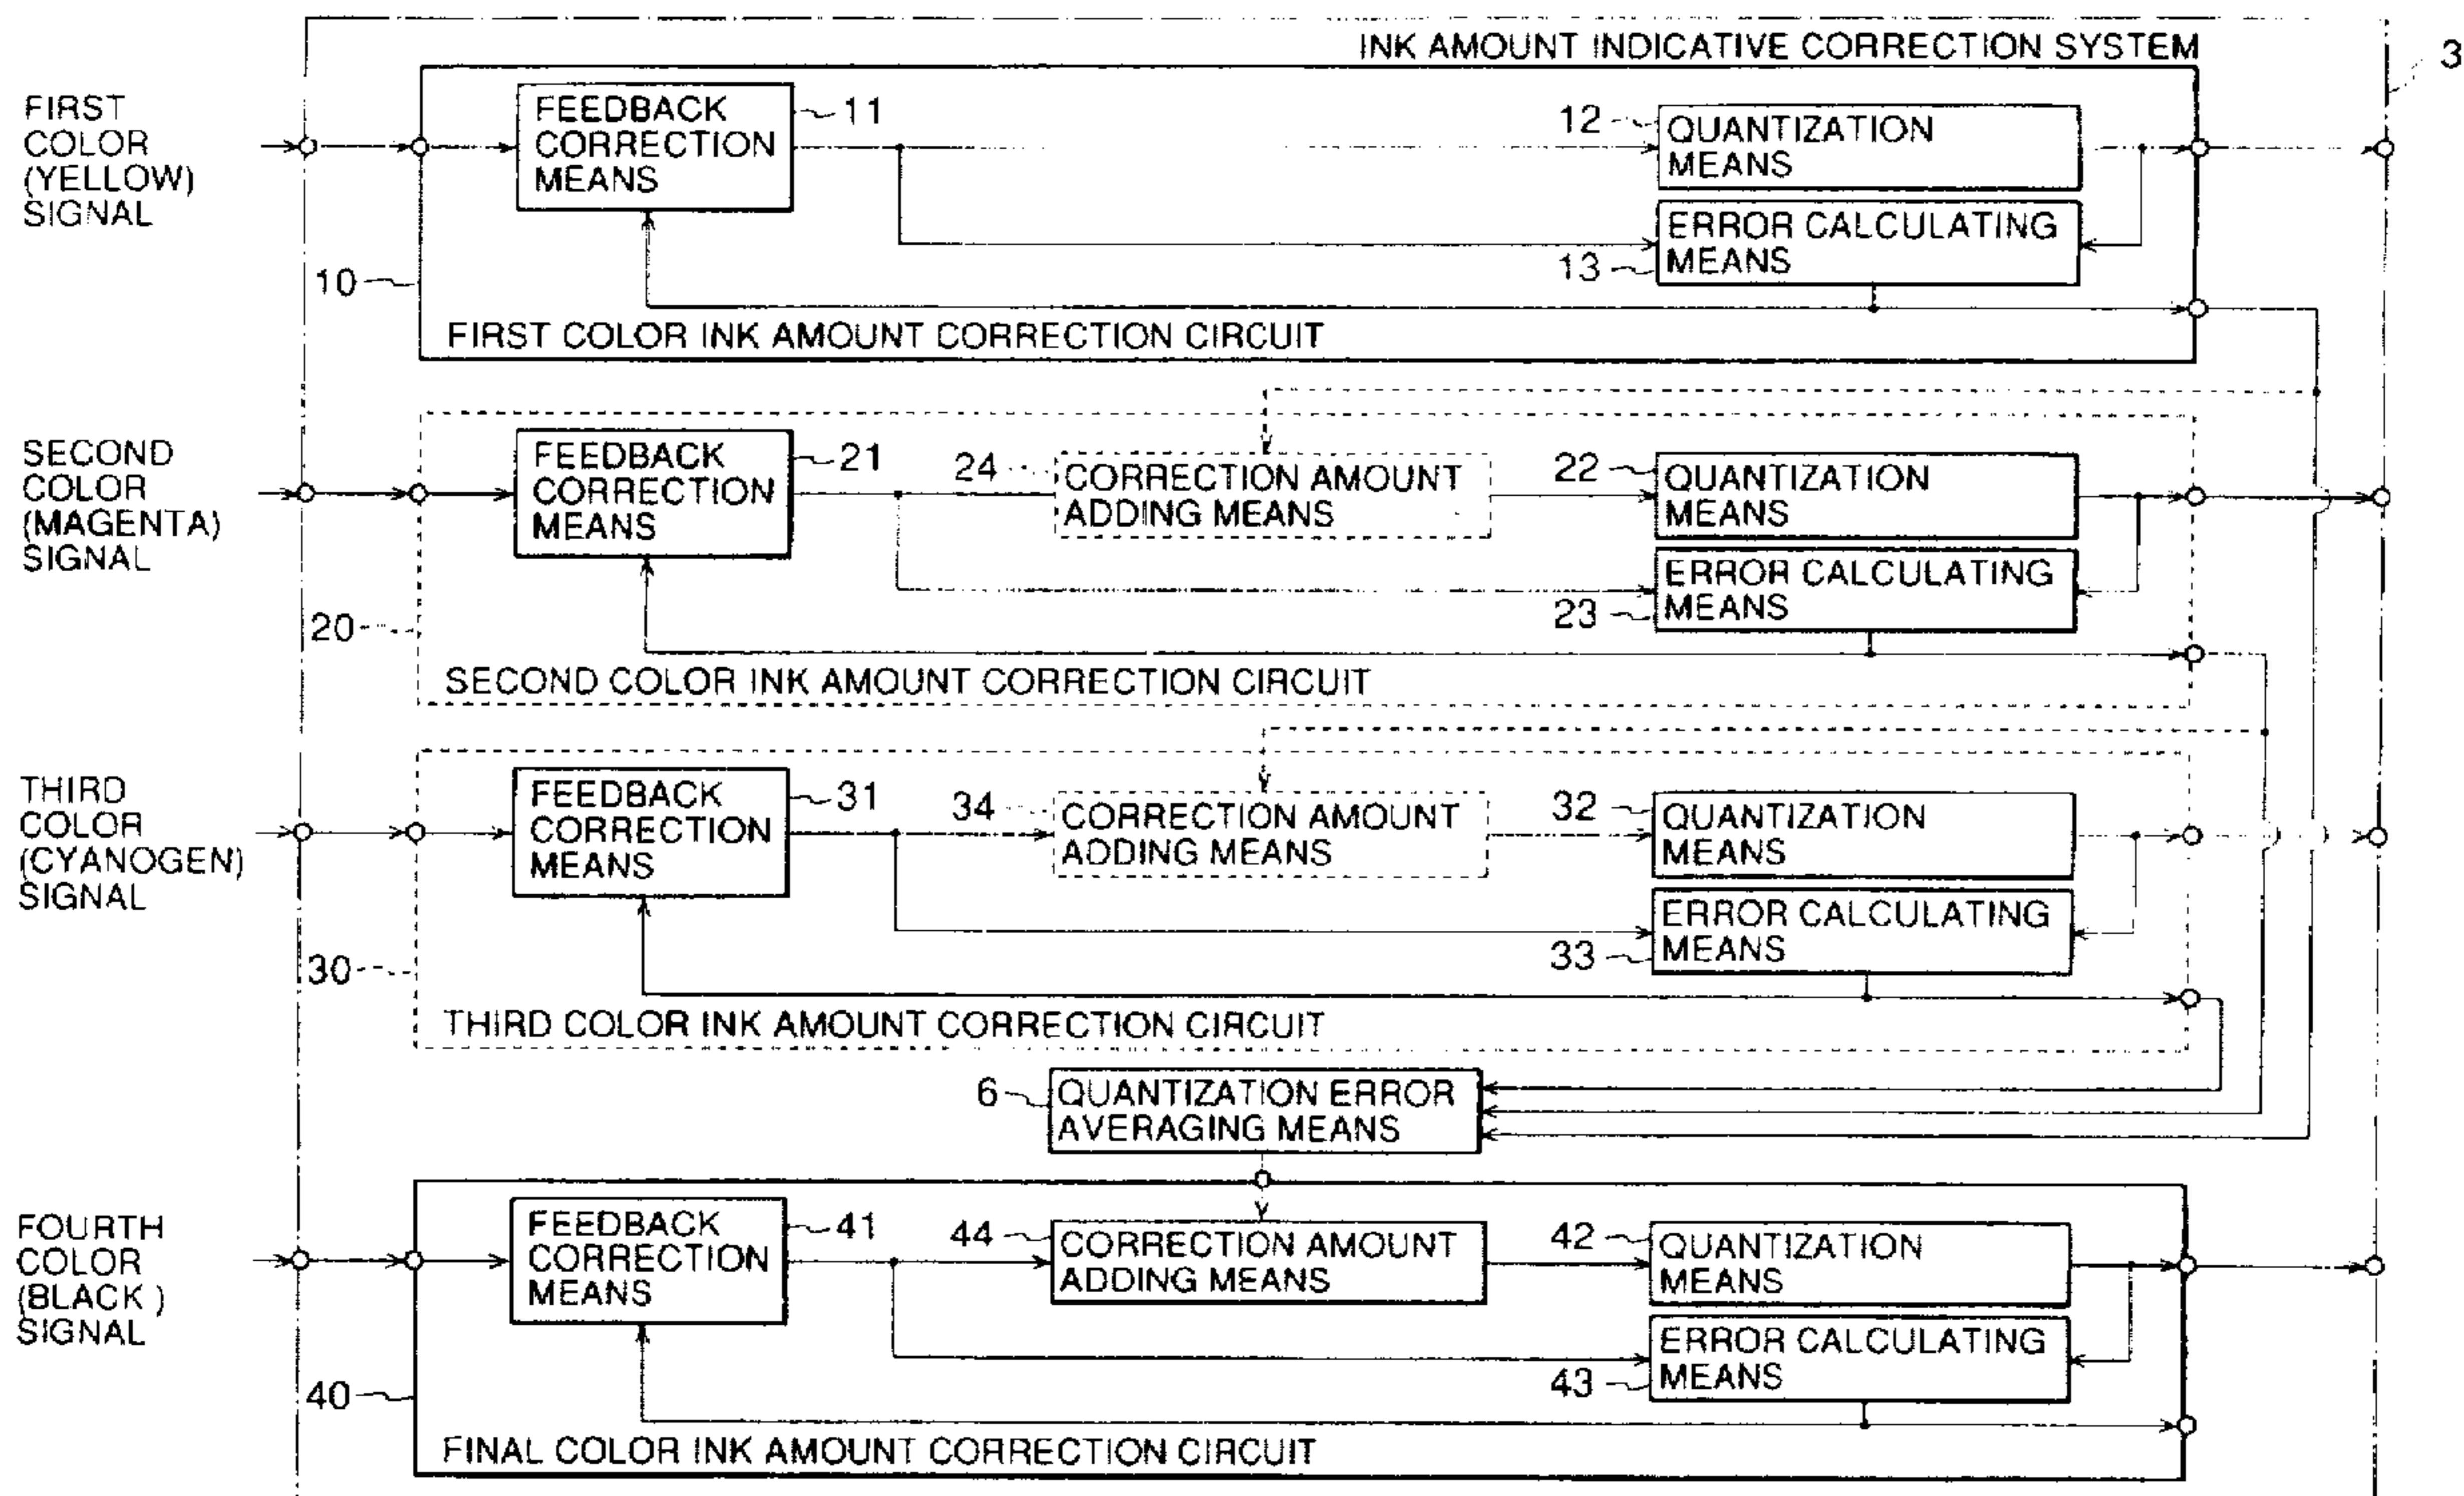 INK AMOUNT INDICATIVE CORRECTION SYSTEM
3
FIRST
COLOR
(YELLOW)
SIGNAL
FEEDBACK
CORRECTION
MEANS
11
12
QUANTIZATION
MEANS
ERROR CALCULATING
MEANS
13
10
FIRST COLOR INK AMOUNT CORRECTION CIRCUIT
SECOND
COLOR
(MAGENTA)
SIGNAL
FEEDBACK
CORRECTION
MEANS
21
24
CORRECTION AMOUNT
ADDING MEANS
22
QUANTIZATION
MEANS
ERROR CALCULATING
MEANS
23
20
SECOND COLOR INK AMOUNT CORRECTION CIRCUIT
THIRD
COLOR
(CYANOGEN)
SIGNAL
FEEDBACK
CORRECTION
MEANS
31
34
CORRECTION AMOUNT
ADDING MEANS
32
QUANTIZATION
MEANS
ERROR CALCULATING
MEANS
33
30
THIRD COLOR INK AMOUNT CORRECTION CIRCUIT
6
QUANTIZATION ERROR
AVERAGING MEANS
FOURTH
COLOR
(BLACK )
SIGNAL
FEEDBACK
CORRECTION
MEANS
41
44
CORRECTION AMOUNT
ADDING MEANS
42
QUANTIZATION
MEANS
ERROR CALCULATING
MEANS
43
40
FINAL COLOR INK AMOUNT CORRECTION CIRCUIT